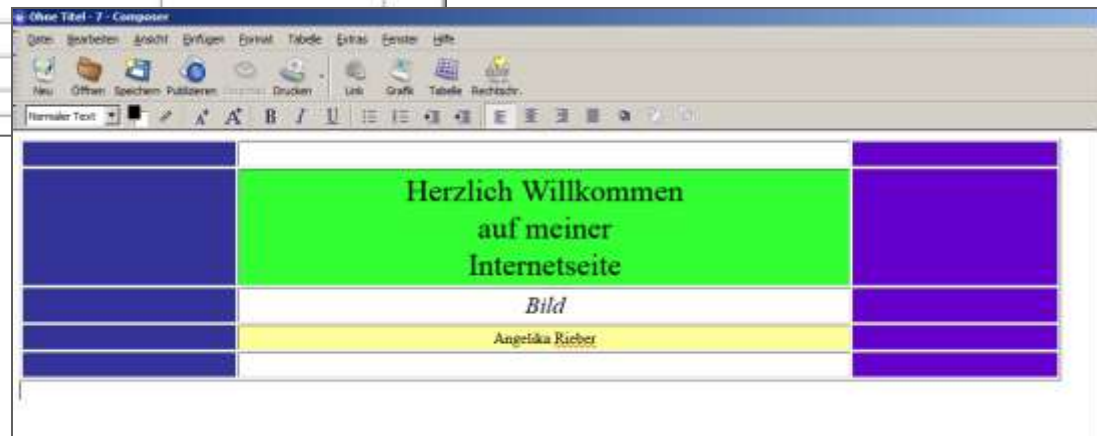 Ohne Titel - 7 - Composer
Datei Bearbeiten Ansicht Einfügen Format Tabelle Extras Fenster Hilfe
Neu Öffnen Speichern Publizieren Drucken Link Grafik Tabelle Rechtschr.
Normaler Text A A B I U
Herzlich Willkommen
auf meiner
Internetseite
Bild
Angelika Rieber